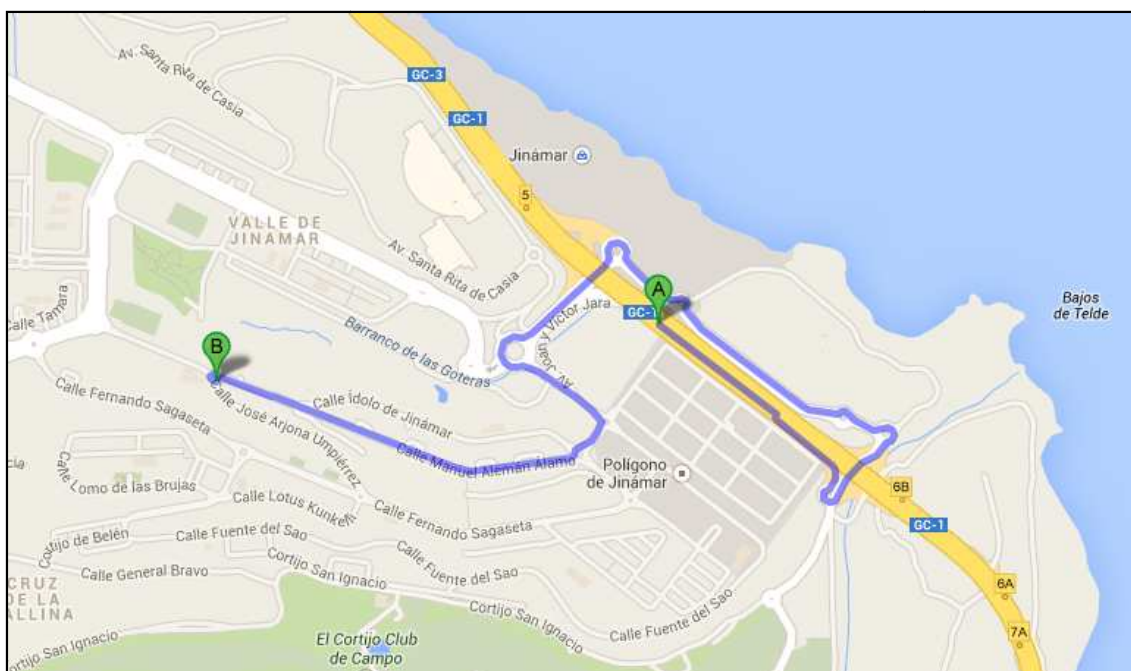 Av. Santa Rita de Casia
GC-3
GC-1
Jinámar
5
VALLE DE
JINÁMAR
Av. Santa Rita de Casia
Calle Tamara
Barranco de las Goteras
Av. Joan y Victor Jara
A
GC-1
Bajos
de Telde
B
Calle Fernando Sagaseta
Calle José Arjona Umpiérrez
Calle Ídolo de Jinámar
Calle Manuel Alemán Álamo
Polígono
de Jinámar
Calle Lomo de las Brujas
Calle Lotus Kunkelli
Calle Fernando Sagaseta
6B
GC-1
Cortijo de Belén
Calle Fuente del Sao
Calle Fuente del Sao
Calle General Bravo
Cortijo San Ignacio
Cortijo San Ignacio
Calle Fuente del Sao
CRUZ
DE LA
ALLINA
6A
7A
El Cortijo Club
de Campo
Cortijo San Ignacio